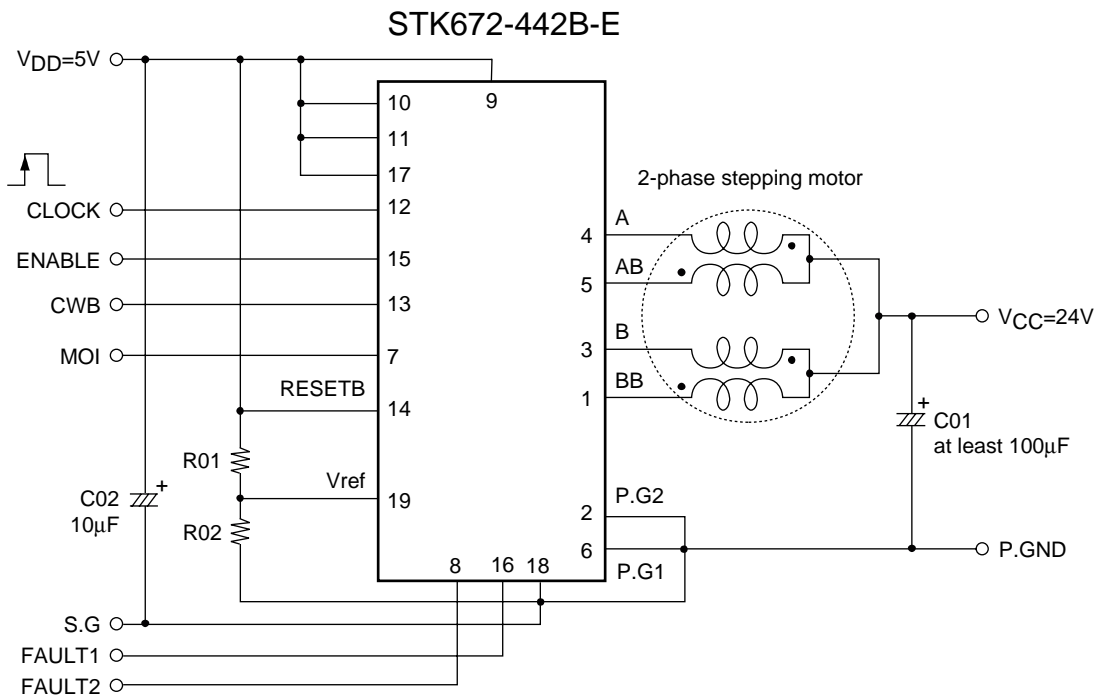 STK672-442B-E
VDD=5V
9
10
11
17
2-phase stepping motor
CLOCK
12
A
4
ENABLE
15
AB
5
CWB
13
VCC=24V
B
3
MOI
7
BB
1
RESETB
14
+
C01
at least 100μF
R01
Vref
19
+
C02
10μF
R02
P.G2
2
6
P.G1
P.GND
8
16
18
S.G
FAULT1
FAULT2